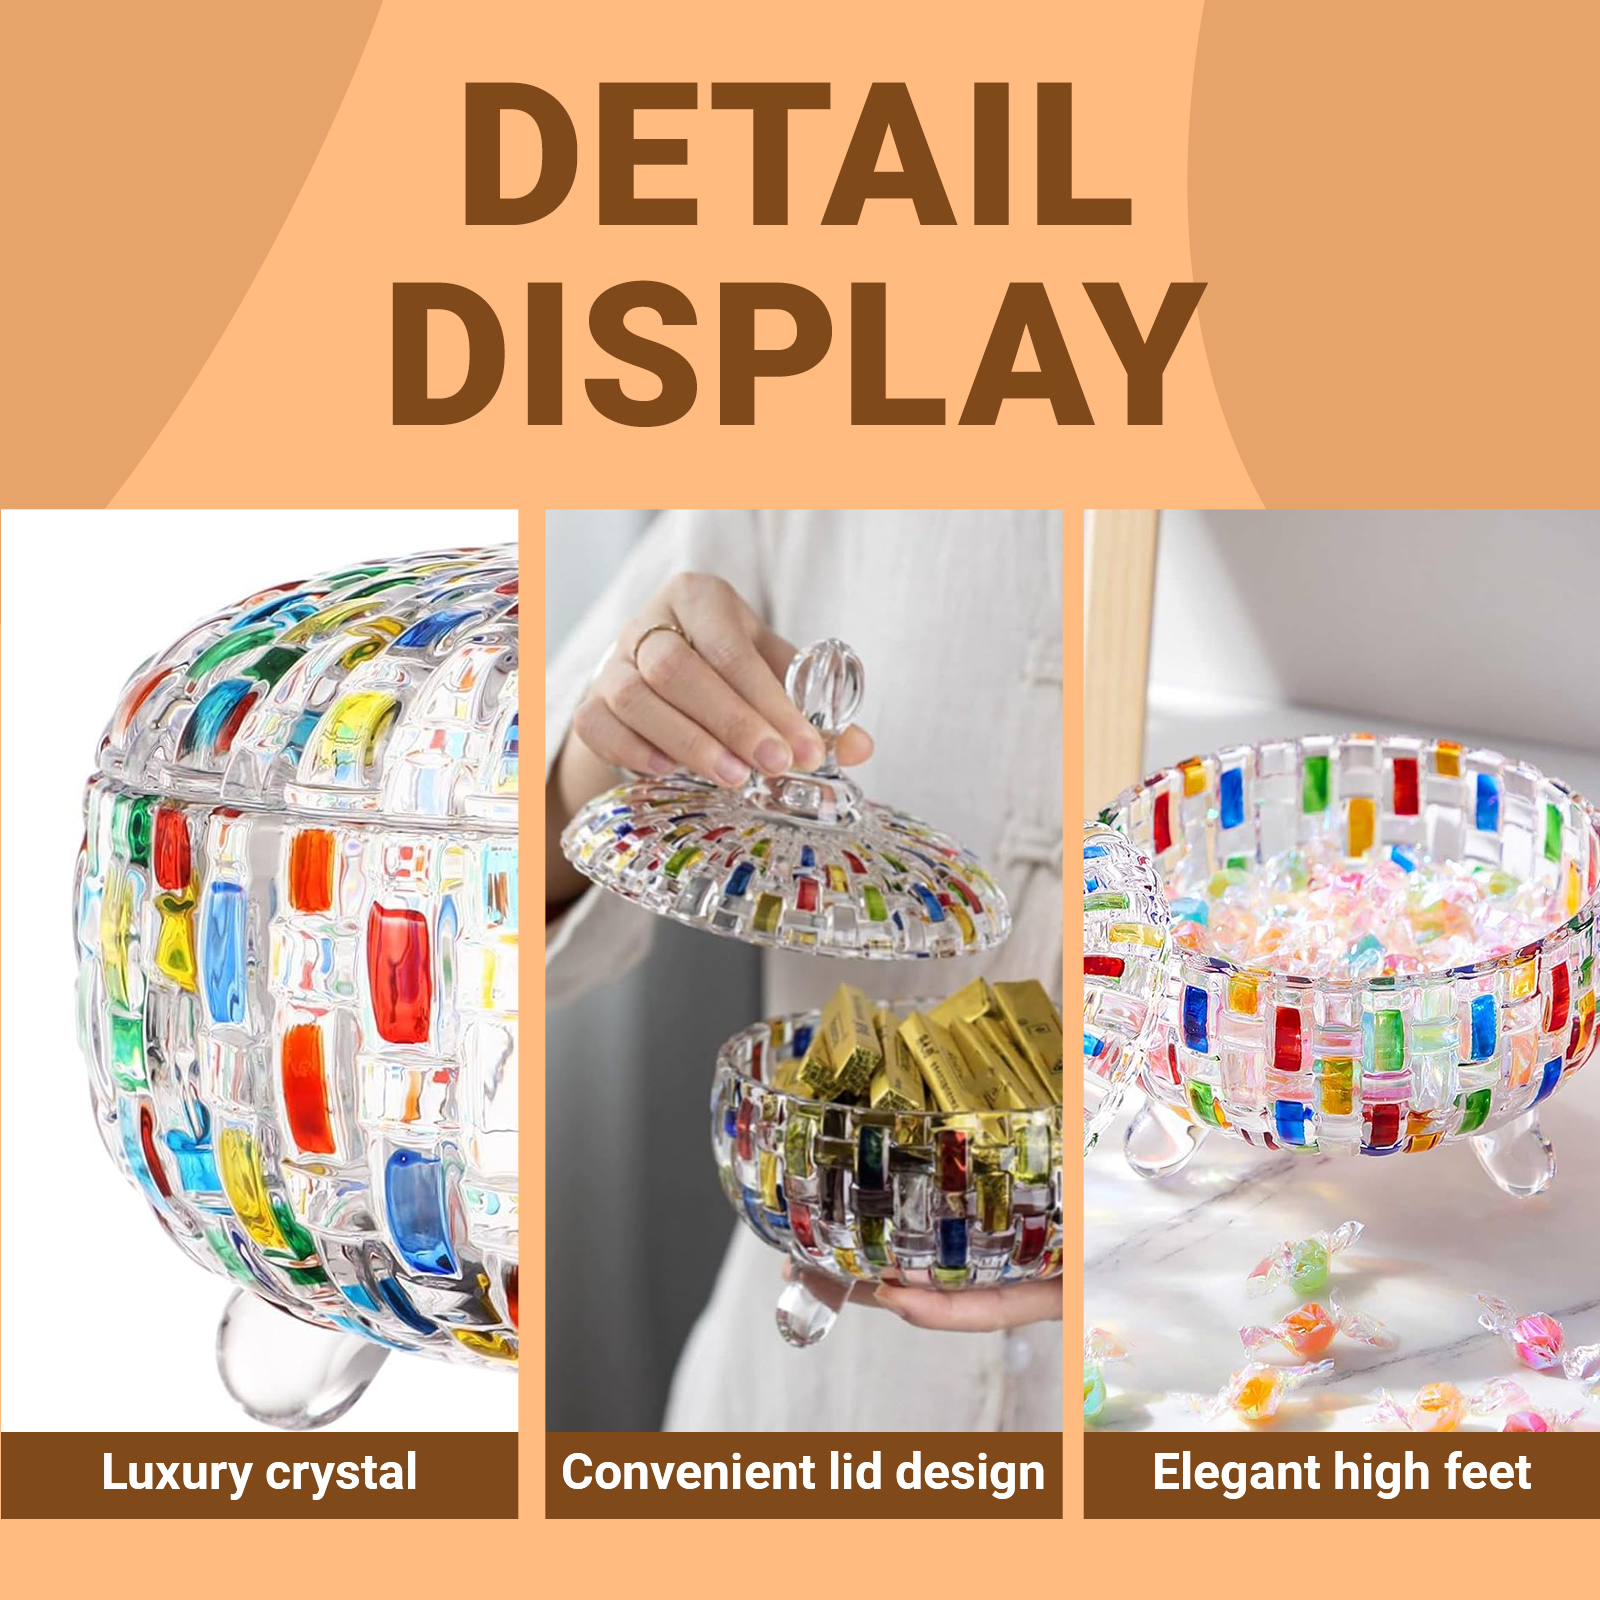 DETAIL
DISPLAY
Luxury crystal
Convenient lid design
Elegant high feet